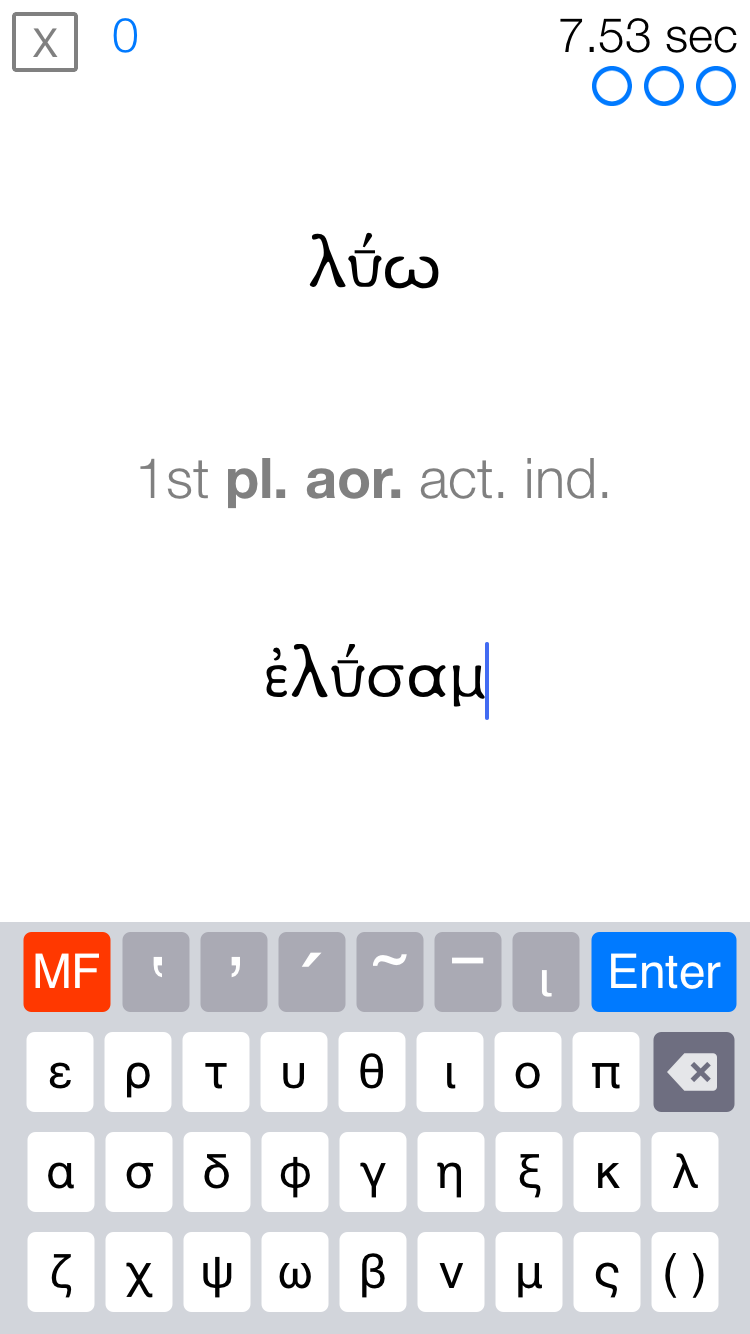 X 0 7.53 sec
λῡ́ω
1st pl. aor. act. ind.
ἐλῡ́σαμ
MF ῾ ᾿ ´ ~ ¯ ͺ Enter
ε ρ τ υ θ ι ο π
α σ δ φ γ η ξ κ λ
ζ χ ψ ω β ν μ ς ( )